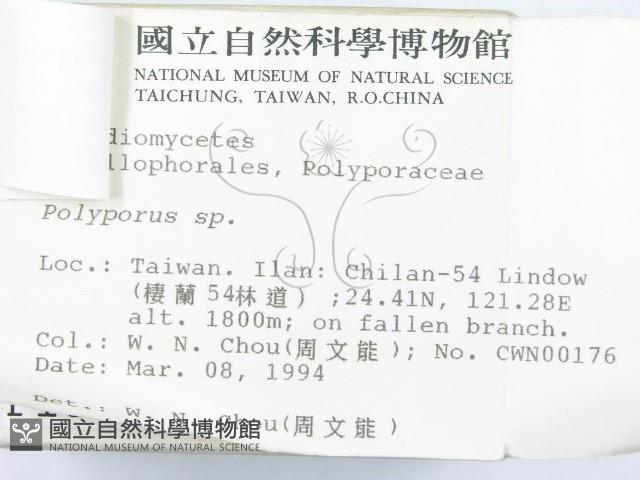 國立自然科學博物館
NATIONAL MUSEUM OF NATURAL SCIENCE
TAICHUNG, TAIWAN, R.O.CHINA
diomycetes
llophorales, Polyporaceae
Polyporus sp.
Loc.: Taiwan. Ilan: Chilan-54 Lindow
(棲蘭54林道) ;24.41N, 121.28E
alt. 1800m; on fallen branch.
Col.: W. N. Chou(周文能); No. CWN00176
Date: Mar. 08, 1994
Det.: W. N. Chou(周文能)
國立自然科學博物館
NATIONAL MUSEUM OF NATURAL SCIENCE